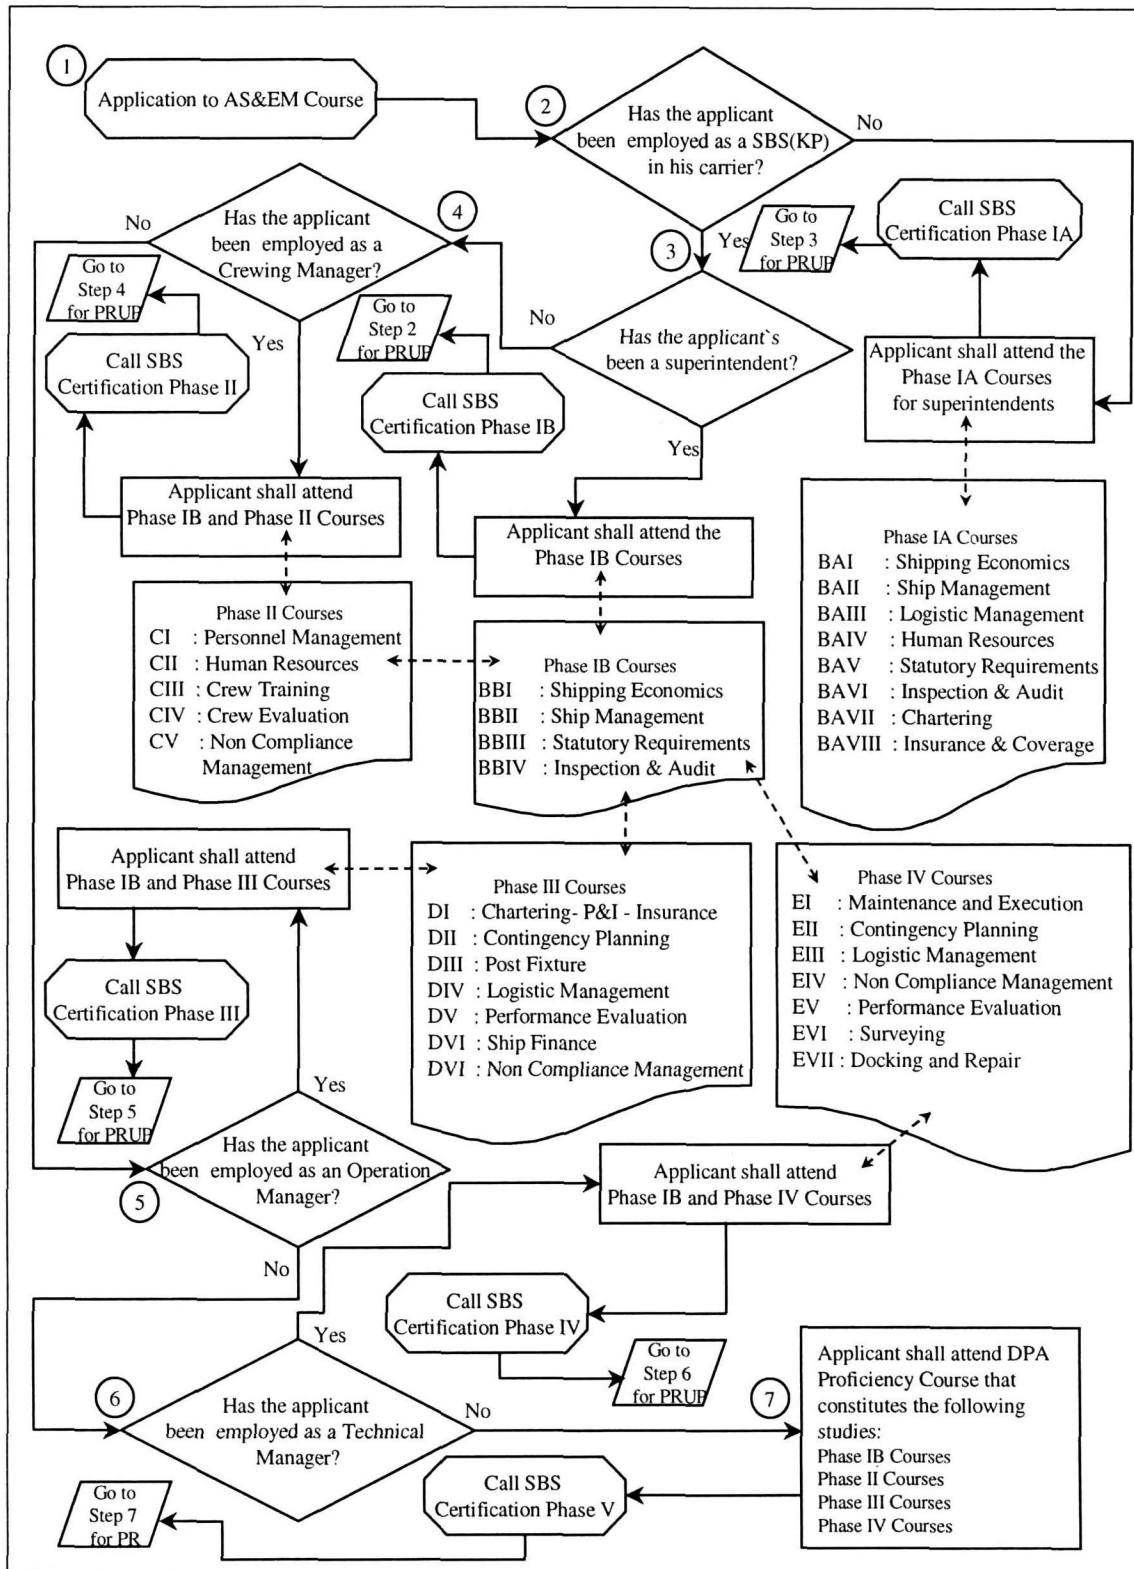 1
Application to AS&EM Course
2
Has the applicant
been employed as a SBS(KP)
in his carrier?
No
Yes
3
Has the applicant`s
been a superintendent?
No
Yes
4
Has the applicant
been employed as a
Crewing Manager?
No
Yes
Go to
Step 3
for PRUP
Call SBS
Certification Phase IA
Applicant shall attend the
Phase IA Courses
for superintendents
Go to
Step 4
for PRUP
Call SBS
Certification Phase II
Go to
Step 2
for PRUP
Call SBS
Certification Phase IB
Applicant shall attend
Phase IB and Phase II Courses
Applicant shall attend the
Phase IB Courses
Phase IA Courses
BAI : Shipping Economics
BAII : Ship Management
BAIII : Logistic Management
BAIV : Human Resources
BAV : Statutory Requirements
BAVI : Inspection & Audit
BAVII : Chartering
BAVIII : Insurance & Coverage
Phase II Courses
CI : Personnel Management
CII : Human Resources
CIII : Crew Training
CIV : Crew Evaluation
CV : Non Compliance
Management
Phase IB Courses
BBI : Shipping Economics
BBII : Ship Management
BBIII : Statutory Requirements
BBIV : Inspection & Audit
Applicant shall attend
Phase IB and Phase III Courses
Phase III Courses
DI : Chartering- P&I - Insurance
DII : Contingency Planning
DIII : Post Fixture
DIV : Logistic Management
DV : Performance Evaluation
DVI : Ship Finance
DVI : Non Compliance Management
Phase IV Courses
EI : Maintenance and Execution
EII : Contingency Planning
EIII : Logistic Management
EIV : Non Compliance Management
EV : Performance Evaluation
EVI : Surveying
EVII : Docking and Repair
Call SBS
Certification Phase III
Go to
Step 5
for PRUP
Yes
Has the applicant
been employed as an Operation
Manager?
5
No
Applicant shall attend
Phase IB and Phase IV Courses
Call SBS
Certification Phase IV
Go to
Step 6
for PRUP
Yes
6
Has the applicant
been employed as a Technical
Manager?
No
7
Applicant shall attend DPA
Proficiency Course that
constitutes the following
studies:
Phase IB Courses
Phase II Courses
Phase III Courses
Phase IV Courses
Call SBS
Certification Phase V
Go to
Step 7
for PR